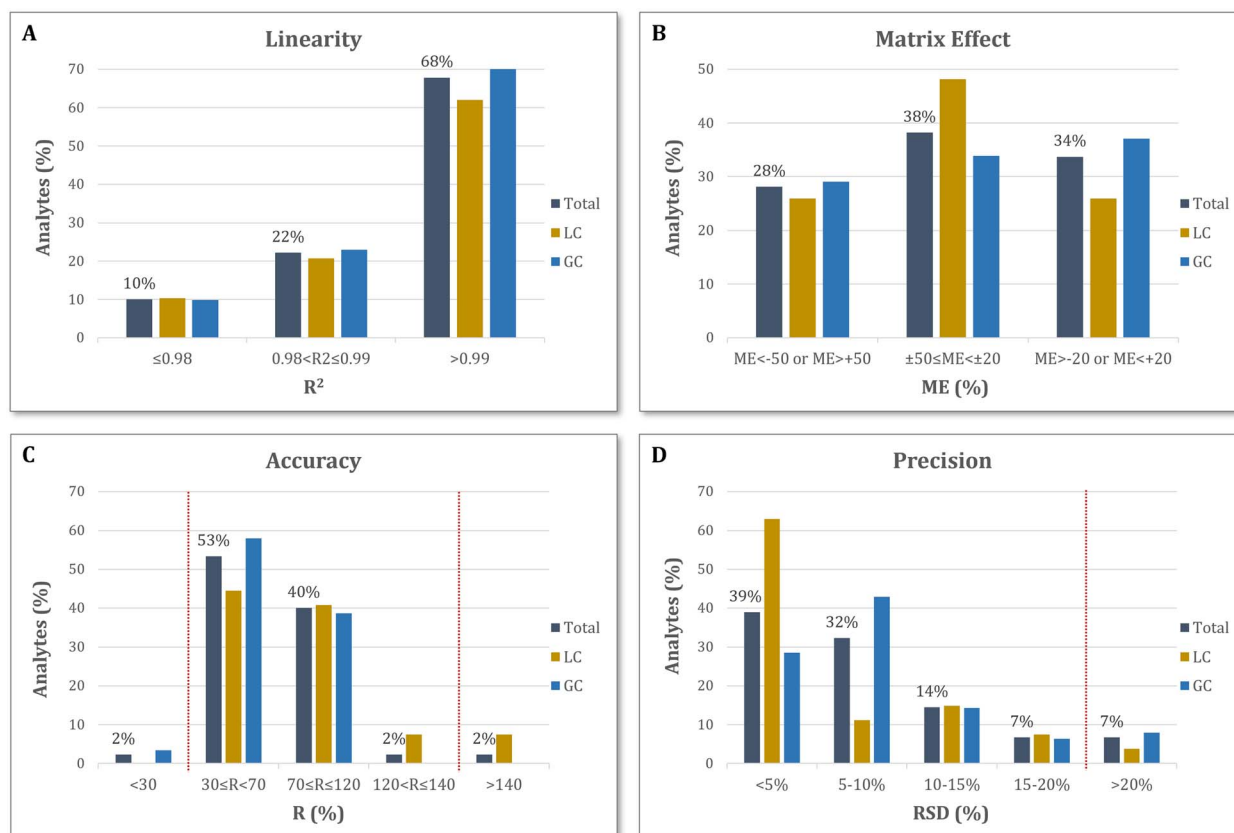 A
Linearity
Analytes (%)
70
60
50
40
30
20
10
0
10%
22%
68%
≤0.98
0.98<R2≤0.99
>0.99
R²
Total
LC
GC
B
Matrix Effect
Analytes (%)
50
40
30
20
10
0
28%
38%
34%
ME<-50 or ME>+50
±50≤ME<±20
ME>-20 or ME<+20
ME (%)
Total
LC
GC
C
Accuracy
Analytes (%)
70
60
50
40
30
20
10
0
2%
53%
40%
2%
2%
<30
30≤R<70
70≤R≤120
120<R≤140
>140
R (%)
Total
LC
GC
D
Precision
Analytes (%)
70
60
50
40
30
20
10
0
39%
32%
14%
7%
7%
<5%
5-10%
10-15%
15-20%
>20%
RSD (%)
Total
LC
GC